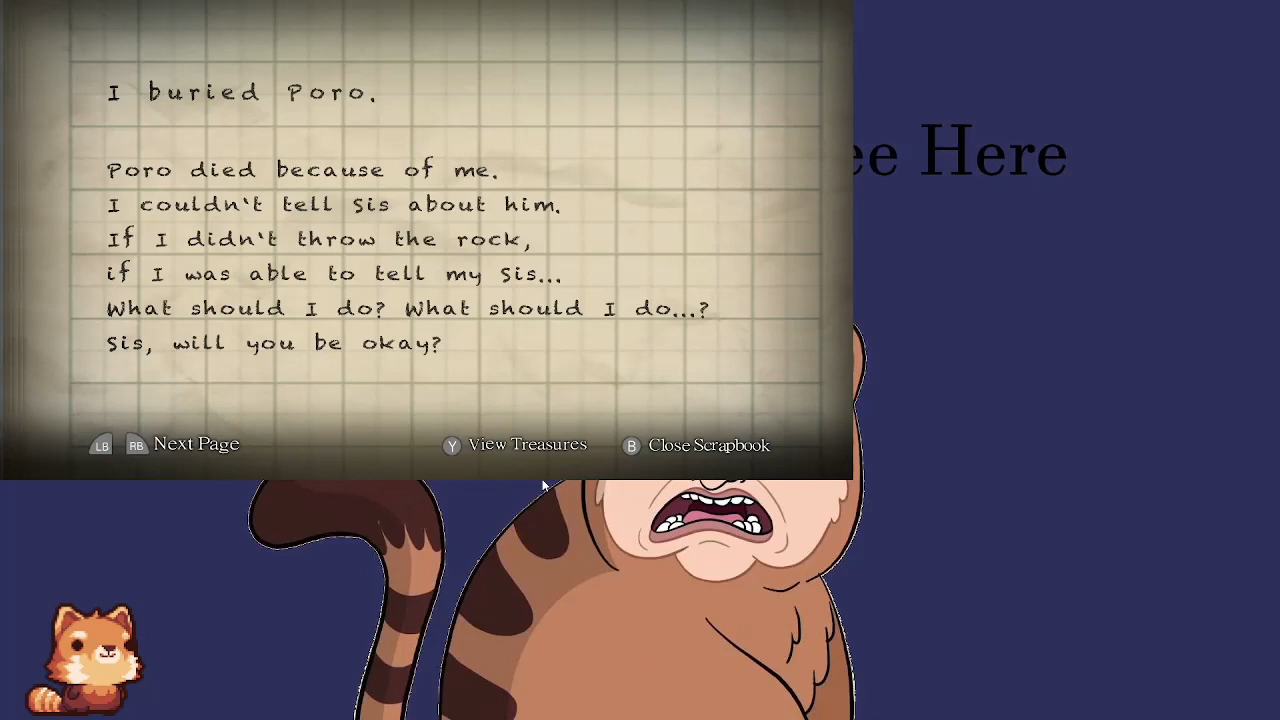 I buried Poro.
Poro died because of me.
I couldn't tell Sis about him.
If I didn't throw the rock,
if I was able to tell my Sis...
What should I do? What should I do...?
Sis, will you be okay?
LB RB Next Page
Y View Treasures
B Close Scrapbook
Here